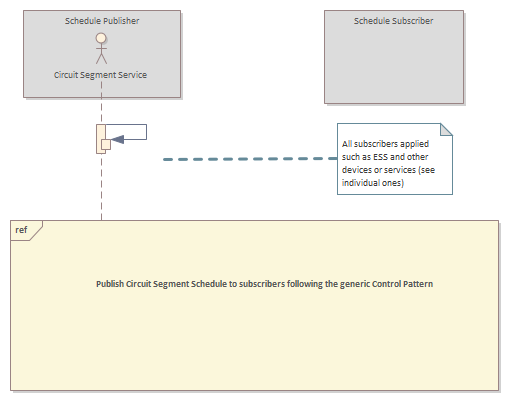 Schedule Publisher
Schedule Subscriber
Circuit Segment Service
All subscribers applied
such as ESS and other
devices or services (see
individual ones)
ref
Publish Circuit Segment Schedule to subscribers following the generic Control Pattern